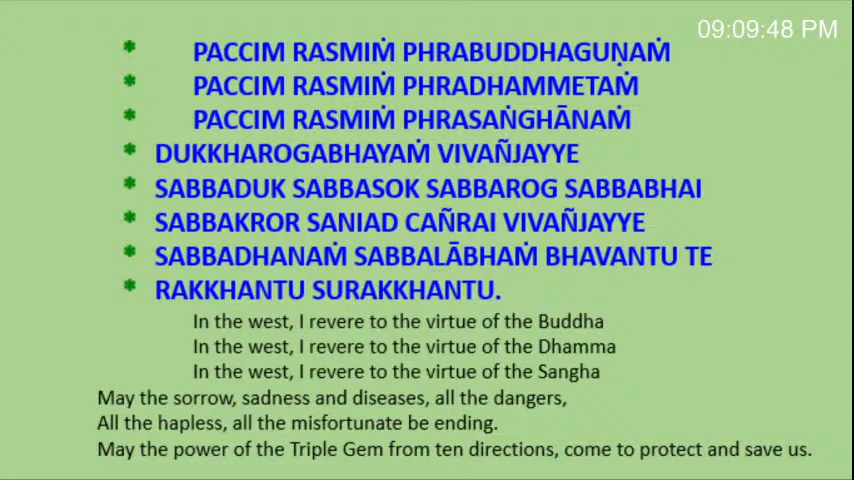 09:09:48 PM
* PACCIM RASMIṀ PHRABUDDHAGUṆAṀ
* PACCIM RASMIṀ PHRADHAMMETAṀ
* PACCIM RASMIṀ PHRASAṄGHĀNAṀ
* DUKKHAROGABHAYAṀ VIVAÑJAYYE
* SABBADUK SABBASOK SABBAROG SABBABHAI
* SABBAKROR SANIAD CAÑRAI VIVAÑJAYYE
* SABBADHANAṀ SABBALĀBHAṀ BHAVANTU TE
* RAKKHANTU SURAKKHANTU.
In the west, I revere to the virtue of the Buddha
In the west, I revere to the virtue of the Dhamma
In the west, I revere to the virtue of the Sangha
May the sorrow, sadness and diseases, all the dangers,
All the hapless, all the misfortunate be ending.
May the power of the Triple Gem from ten directions, come to protect and save us.